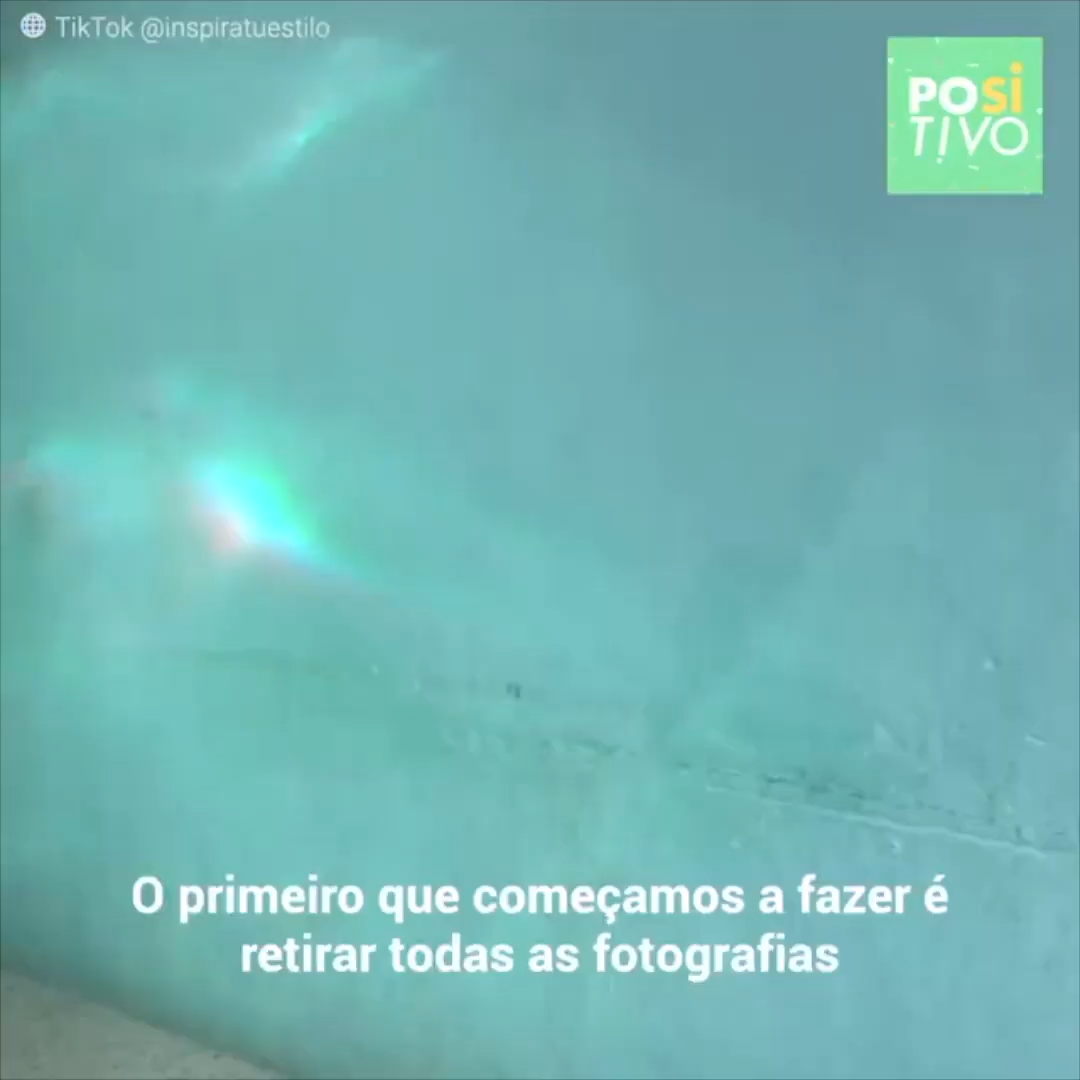 TikTok @inspiratuestilo
POSI
TIVO
O primeiro que começamos a fazer é
retirar todas as fotografias